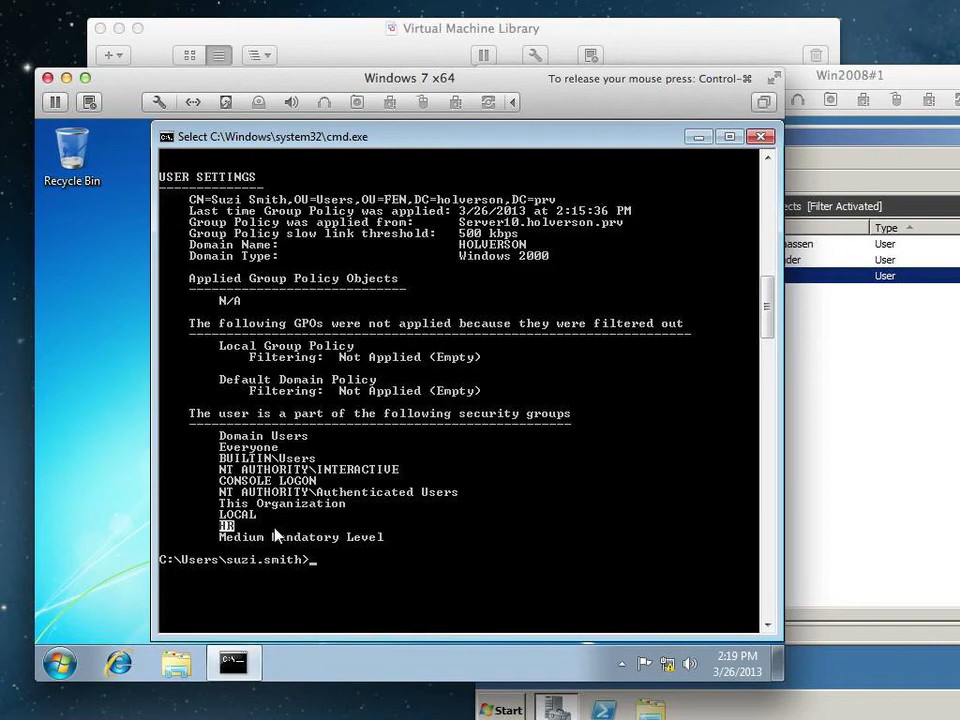 Virtual Machine Library
Windows 7 x64
To release your mouse press: Control-⌘
Win2008#1
Recycle Bin
Select C:\Windows\system32\cmd.exe
USER SETTINGS
--------------
CN=Suzi Smith,OU=Users,OU=FEN,DC=holverson,DC=prv
Last time Group Policy was applied: 3/26/2013 at 2:15:36 PM
Group Policy was applied from: Server10.holverson.prv
Group Policy slow link threshold: 500 kbps
Domain Name: HOLVERSON
Domain Type: Windows 2000
Applied Group Policy Objects
-----------------------------
N/A
The following GPOs were not applied because they were filtered out
-------------------------------------------------------------------
Local Group Policy
Filtering: Not Applied (Empty)
Default Domain Policy
Filtering: Not Applied (Empty)
The user is a part of the following security groups
---------------------------------------------------
Domain Users
Everyone
BUILTIN\Users
NT AUTHORITY\INTERACTIVE
CONSOLE LOGON
NT AUTHORITY\Authenticated Users
This Organization
LOCAL
HR
Medium Mandatory Level
C:\Users\suzi.smith>_
ects [Filter Activated]
Type
aassen User
der User
User
2:19 PM
3/26/2013
Start